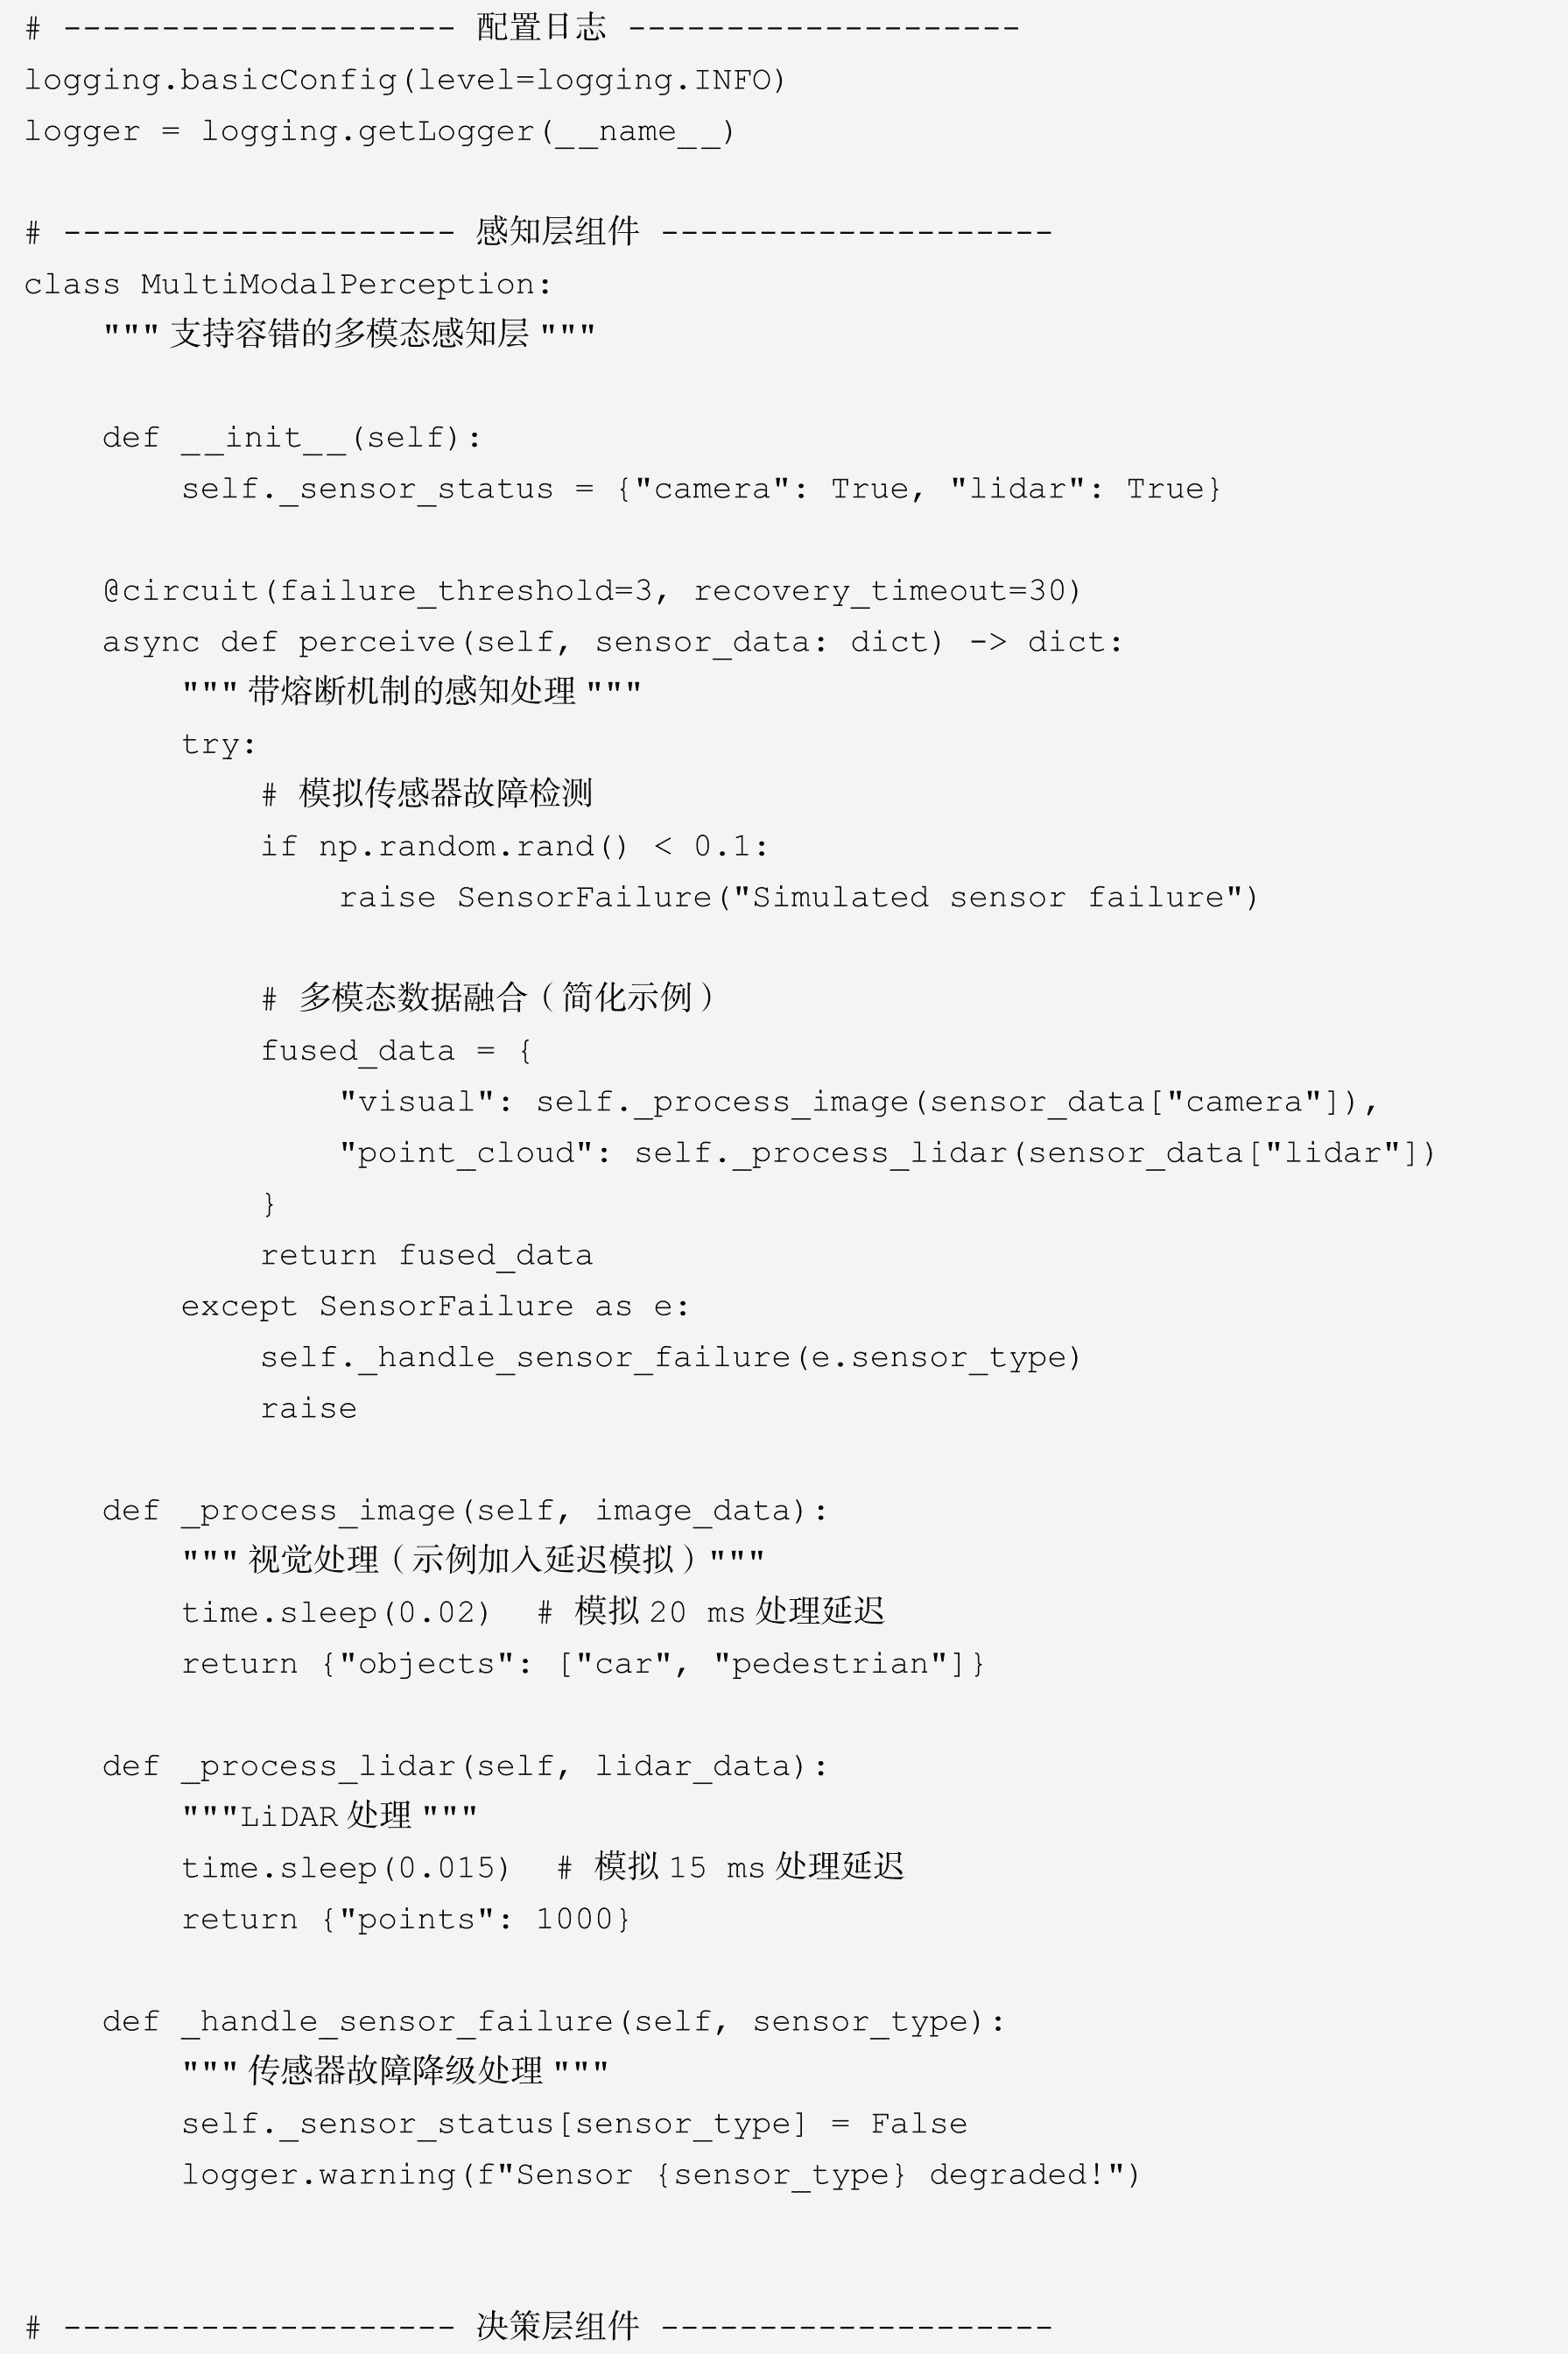 # -------------------- 配置日志 --------------------
logging.basicConfig(level=logging.INFO)
logger = logging.getLogger(__name__)
# -------------------- 感知层组件 --------------------
class MultiModalPerception:
    """支持容错的多模态感知层"""
    def __init__(self):
        self._sensor_status = {"camera": True, "lidar": True}
    @circuit(failure_threshold=3, recovery_timeout=30)
    async def perceive(self, sensor_data: dict) -> dict:
        """带熔断机制的感知处理"""
        try:
            # 模拟传感器故障检测
            if np.random.rand() < 0.1:
                raise SensorFailure("Simulated sensor failure")
            # 多模态数据融合（简化示例）
            fused_data = {
                "visual": self._process_image(sensor_data["camera"]),
                "point_cloud": self._process_lidar(sensor_data["lidar"])
            }
            return fused_data
        except SensorFailure as e:
            self._handle_sensor_failure(e.sensor_type)
            raise
    def _process_image(self, image_data):
        """视觉处理（示例加入延迟模拟）"""
        time.sleep(0.02)  # 模拟 20 ms 处理延迟
        return {"objects": ["car", "pedestrian"]}
    def _process_lidar(self, lidar_data):
        """LiDAR 处理"""
        time.sleep(0.015)  # 模拟 15 ms 处理延迟
        return {"points": 1000}
    def _handle_sensor_failure(self, sensor_type):
        """传感器故障降级处理"""
        self._sensor_status[sensor_type] = False
        logger.warning(f"Sensor {sensor_type} degraded!")
# -------------------- 决策层组件 --------------------